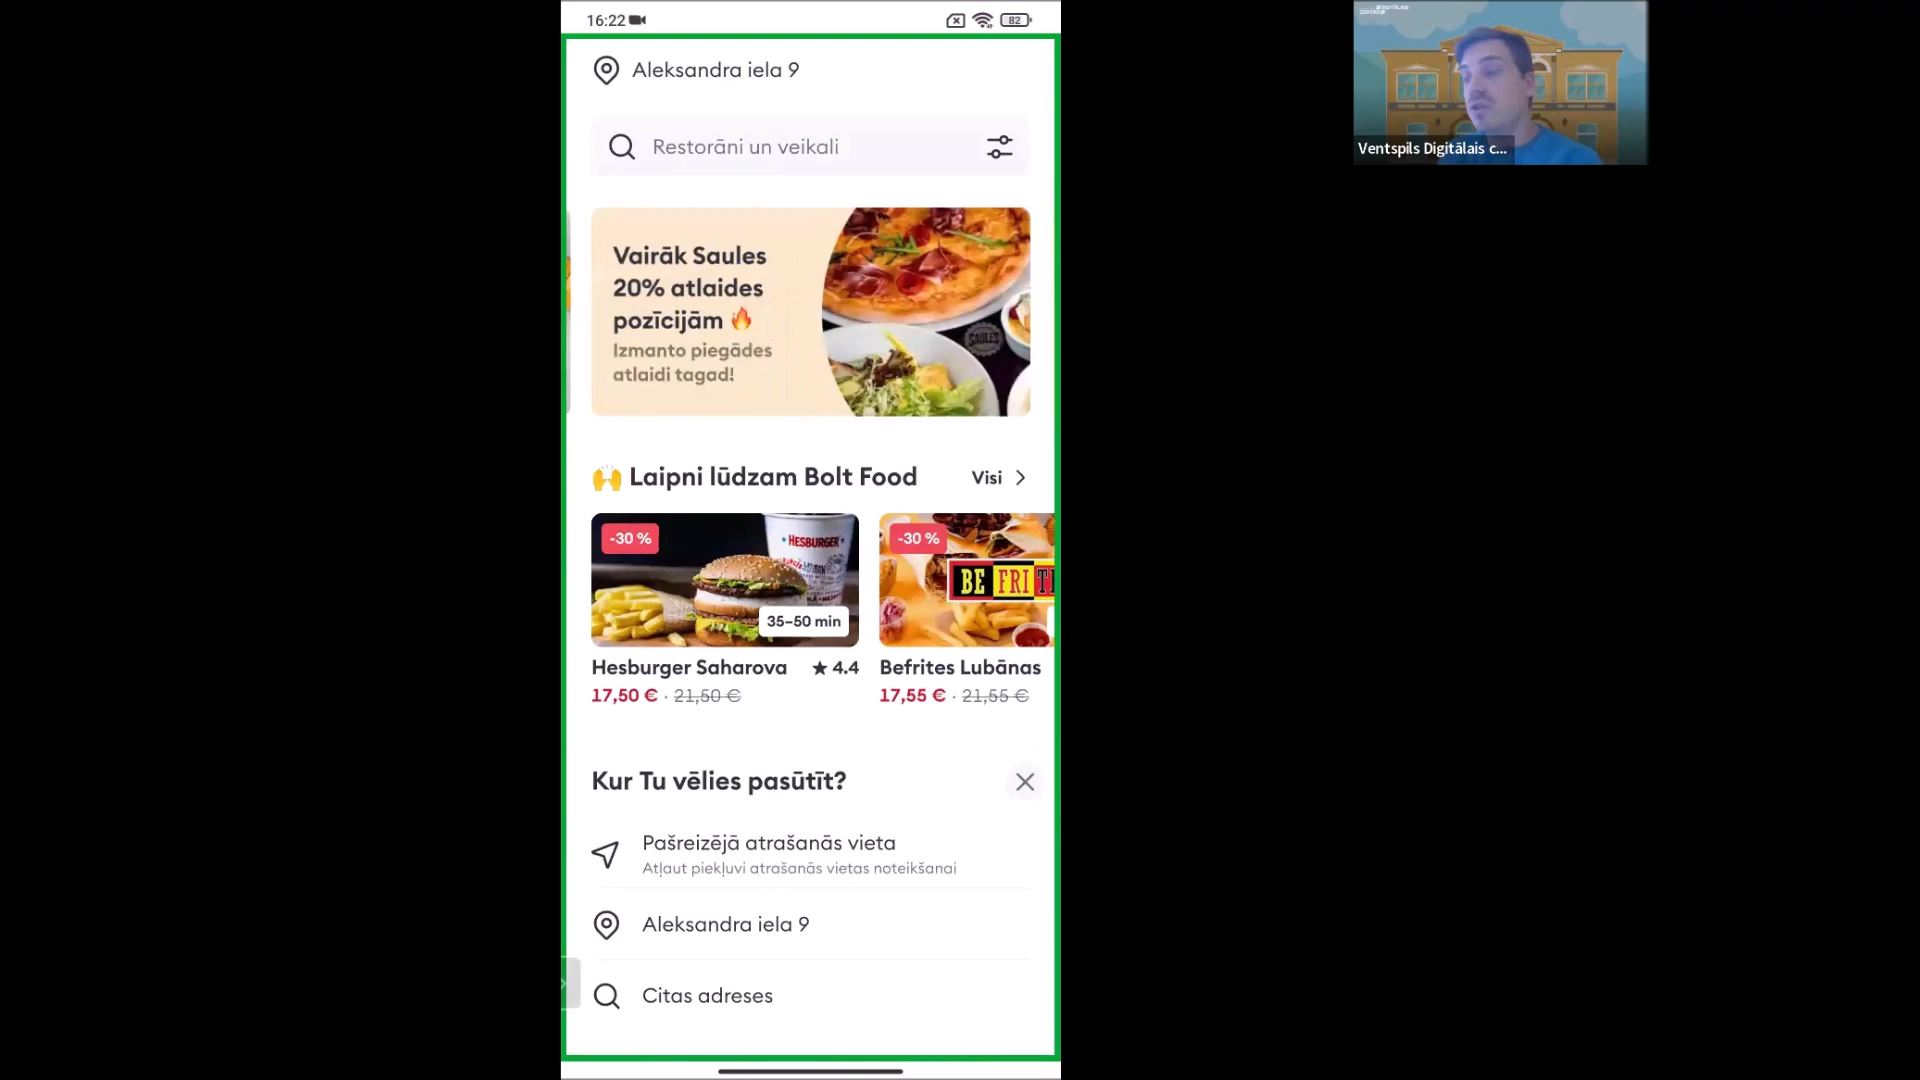 16:22
82
Aleksandra iela 9
Restorāni un veikali
Vairāk Saules
20% atlaides
pozīcijām
Izmanto piegādes
atlaidi tagad!
SAULES
Laipni lūdzam Bolt Food
Visi
-30 %
HESBURGER
35–50 min
-30 %
BE FRIT
Hesburger Saharova
4.4
17,50 € · 21,50 €
Befrites Lubānas
17,55 € · 21,55 €
Kur Tu vēlies pasūtīt?
Pašreizējā atrašanās vieta
Atļaut piekļuvi atrašanās vietas noteikšanai
Aleksandra iela 9
Citas adreses
Ventspils Digitālais c...